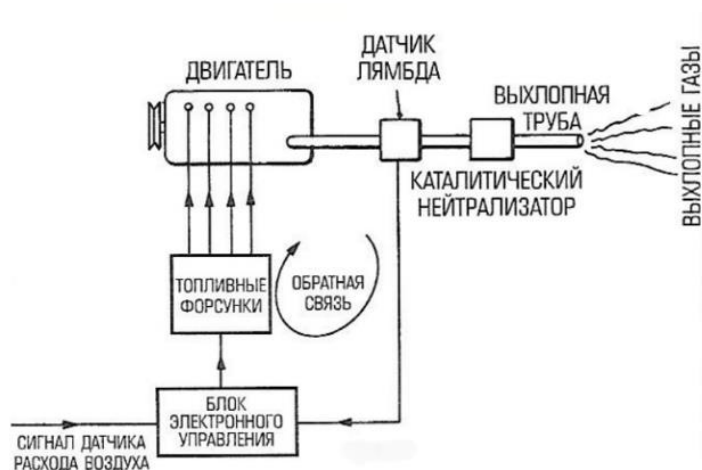 ДВИГАТЕЛЬ
ДАТЧИК
ЛЯМБДА
ВЫХЛОПНАЯ
ТРУБА
ВЫХЛОПНЫЕ ГАЗЫ
КАТАЛИТИЧЕСКИЙ
НЕЙТРАЛИЗАТОР
ТОПЛИВНЫЕ
ФОРСУНКИ
ОБРАТНАЯ
СВЯЗЬ
БЛОК
ЭЛЕКТРОННОГО
УПРАВЛЕНИЯ
СИГНАЛ ДАТЧИКА
РАСХОДА ВОЗДУХА